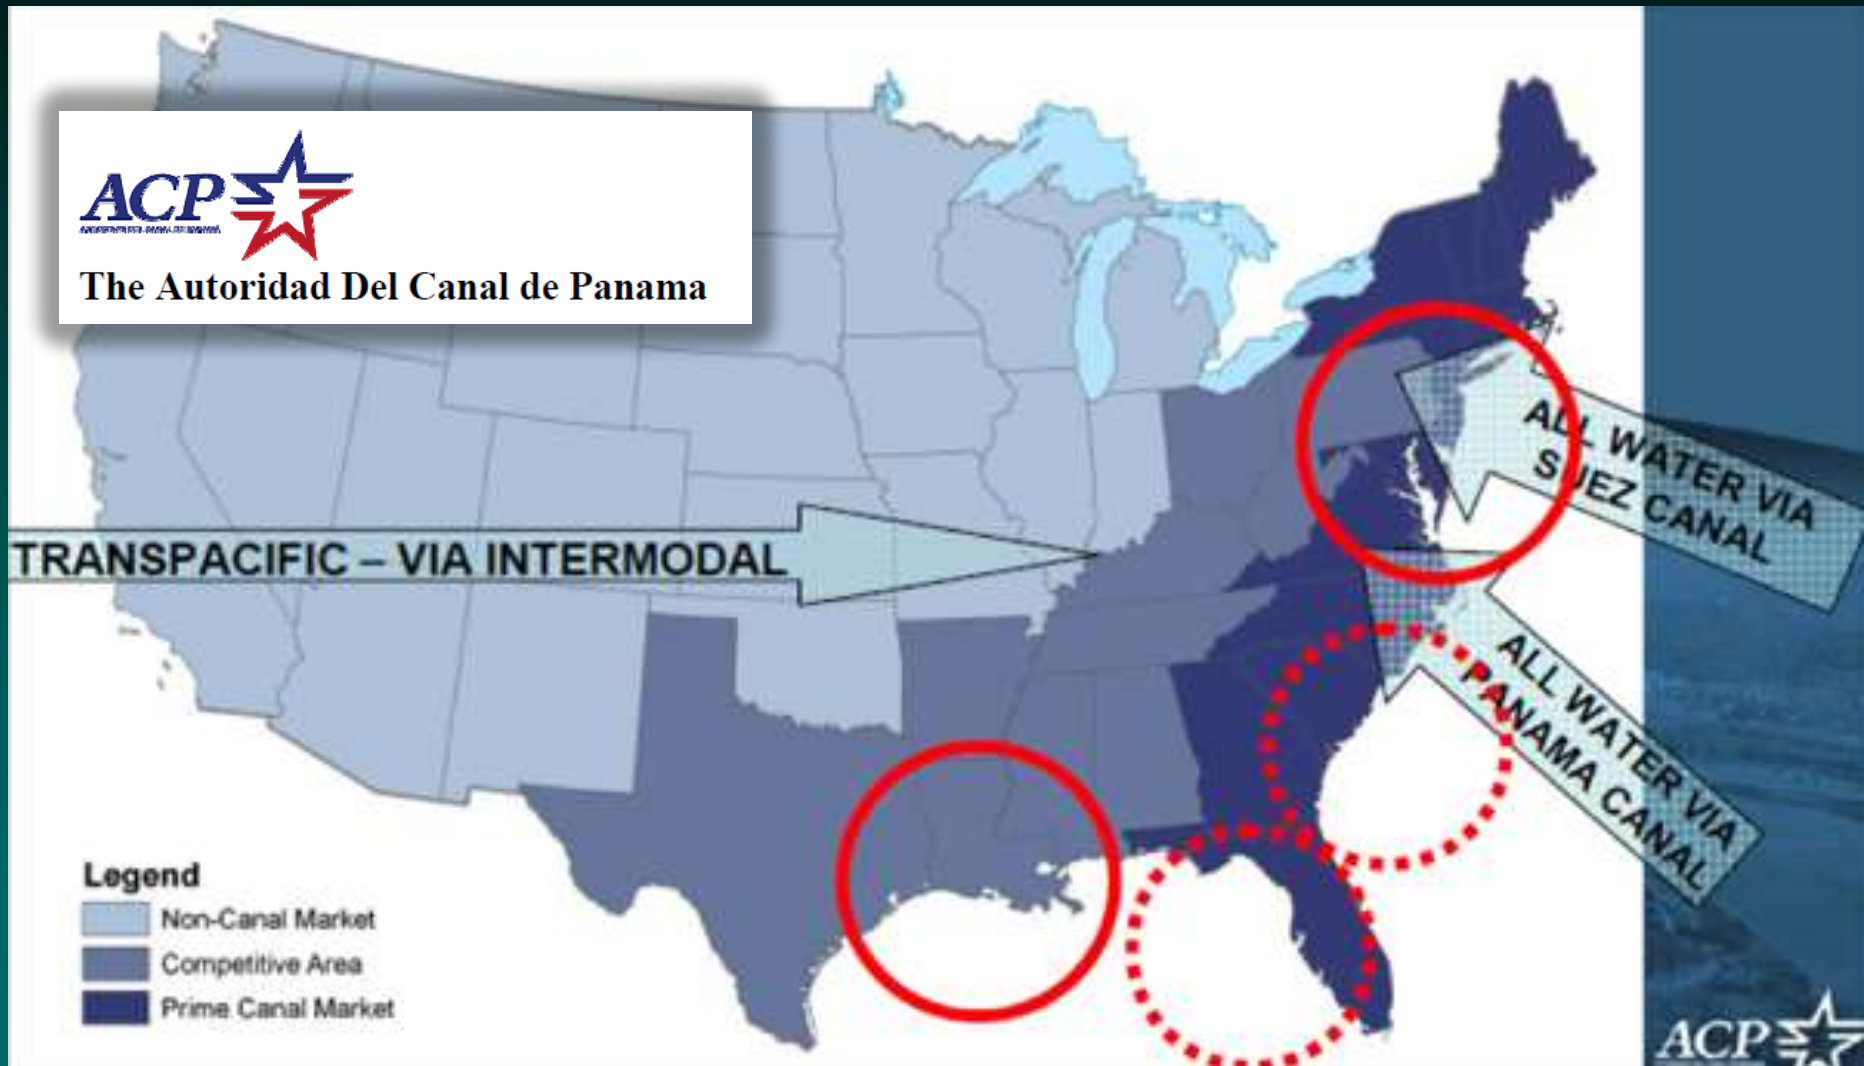 ACP
The Autoridad Del Canal de Panama
ALL WATER VIA
SUEZ CANAL
TRANSPACIFIC – VIA INTERMODAL
ALL WATER VIA
PANAMA CANAL
Legend
Non-Canal Market
Competitive Area
Prime Canal Market
ACP